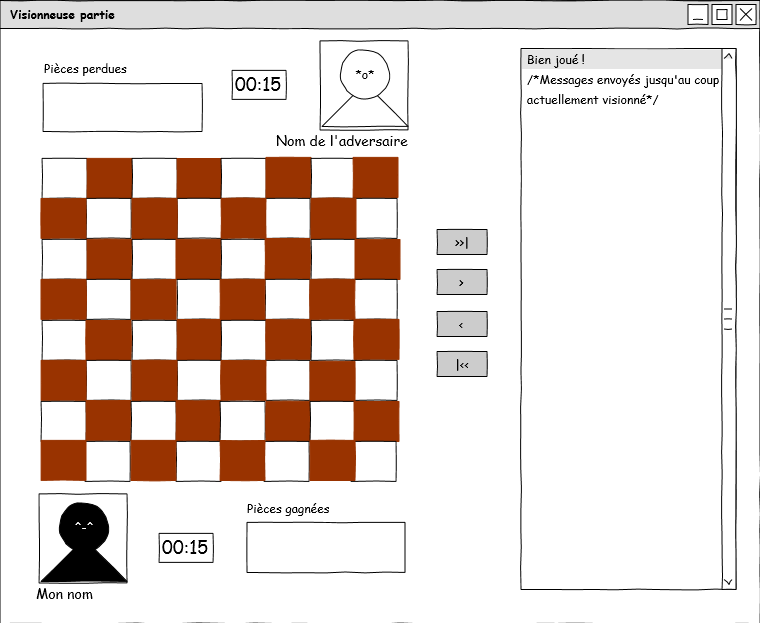 Visionneuse partie
Pièces perdues
00:15
*o*
Nom de l'adversaire
Bien joué !
/*Messages envoyés jusqu'au coup
actuellement visionné*/
>>|
>
<
|<<
^_^
Mon nom
00:15
Pièces gagnées